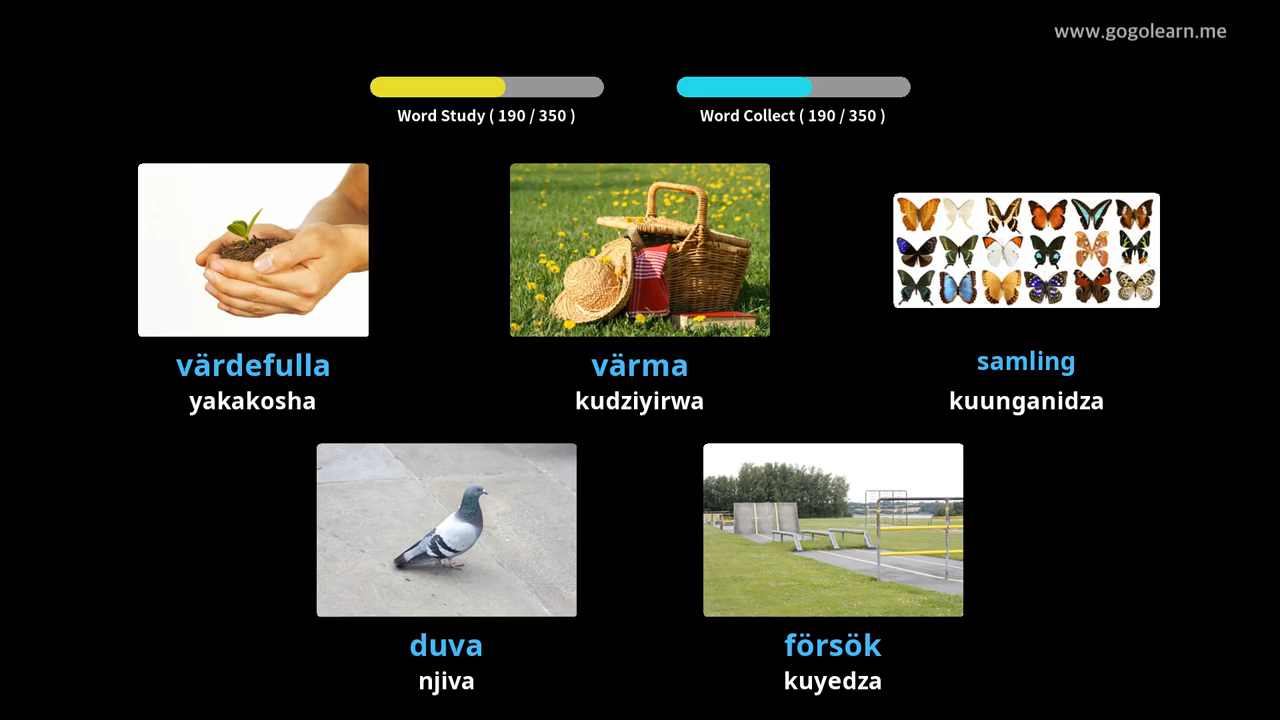 www.gogolearn.me
Word Study ( 190 / 350 )
Word Collect ( 190 / 350 )
värdefulla
yakakosha
värma
kudziyirwa
samling
kuunganidza
duva
njiva
försök
kuyedza